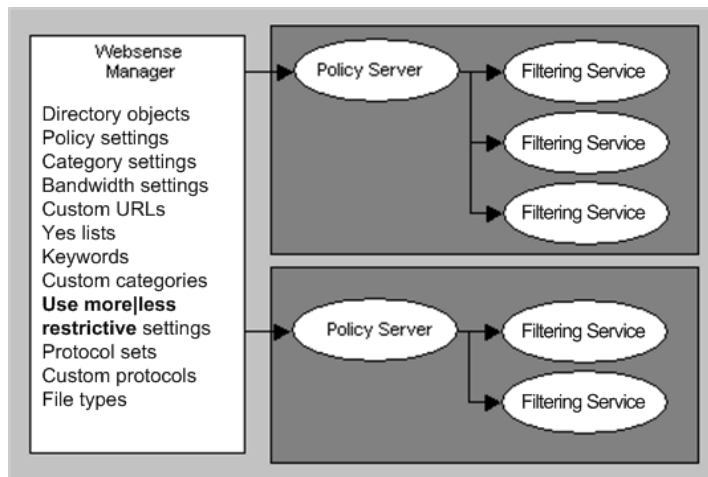 Websense
Manager
Directory objects
Policy settings
Category settings
Bandwidth settings
Custom URLs
Yes lists
Keywords
Custom categories
Use more|less
restrictive settings
Protocol sets
Custom protocols
File types
Policy Server
Filtering Service
Filtering Service
Filtering Service
Policy Server
Filtering Service
Filtering Service